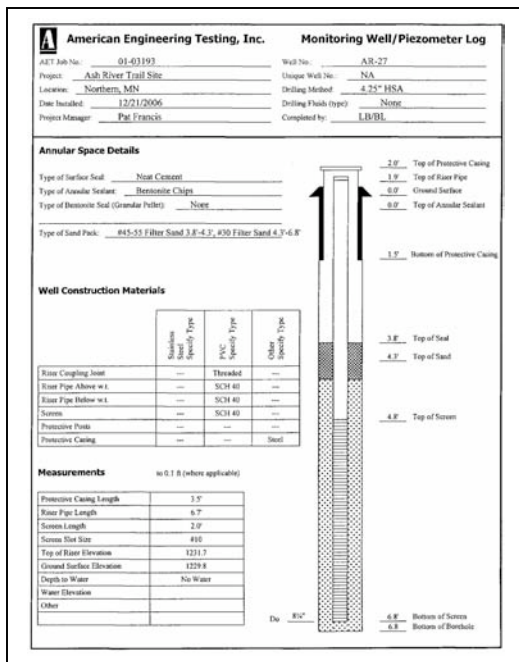 A American Engineering Testing, Inc. Monitoring Well/Piezometer Log
AET Job No. 01-03193 Well No. AR-27
Project: Ash River Trail Site Unique Well No. NA
Location: Northern, MN Drilling Method: 4.25" HSA
Date Installed: 12/21/2006 Drilling Fluids (type): None
Project Manager Pat Francis Completed by: LB/BL
Annular Space Details
Type of Surface Seal: Neat Cement
Type of Annular Sealant: Bentonite Chips
Type of Bentonite Seal (Granular Pellet): None
Type of Sand Pack: #45-55 Filter Sand 3.8'-4.3', #30 Filter Sand 4.3'-6.8'
2.0' Top of Protective Casing
1.9' Top of Riser Pipe
0.0' Ground Surface
0.0' Top of Annular Sealant
1.5' Bottom of Protective Casing
3.8' Top of Seal
4.3' Top of Sand
4.8' Top of Screen
Well Construction Materials
Stainless Steel Specify Type PVC Specify Type Other Specify Type
Riser Coupling Joint --- Threaded ---
Riser Pipe Above w.t. --- SCH 40 ---
Riser Pipe Below w.t. --- SCH 40 ---
Screen --- SCH 40 ---
Protective Posts --- --- ---
Protective Casing --- --- Steel
Measurements to 0.1 ft (where applicable)
Protective Casing Length 3.5'
Riser Pipe Length 6.7'
Screen Length 2.0'
Screen Slot Size #10
Top of Riser Elevation 1231.7
Ground Surface Elevation 1229.8
Depth to Water No Water
Water Elevation
Other
Do 8¼"
6.8' Bottom of Screen
6.8 Bottom of Borehole